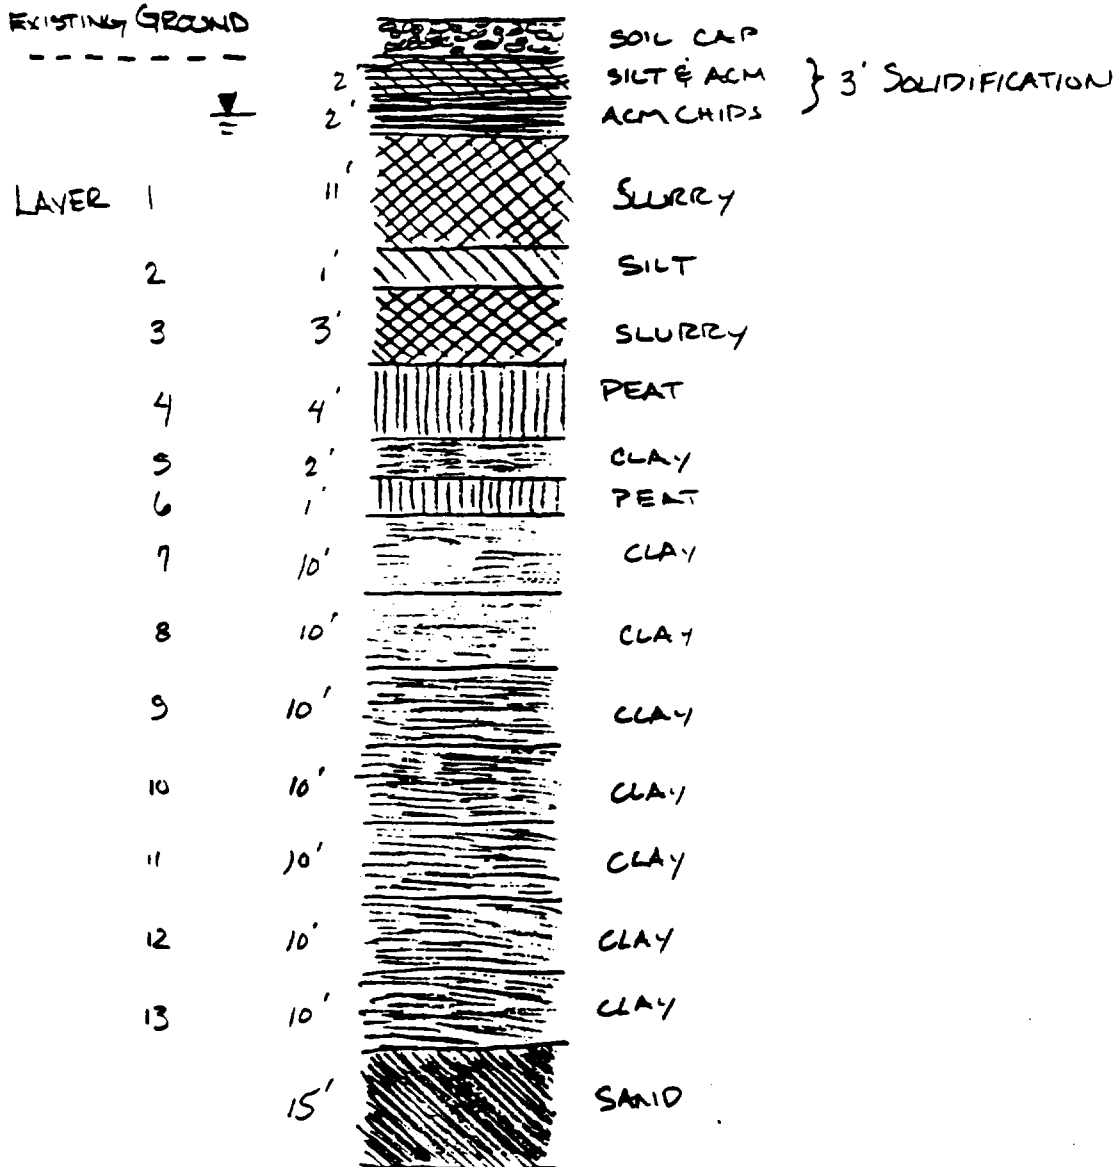 EXISTING GROUND
SOIL CAP
2' SILT & ACM } 3' SOLIDIFICATION
2' ACM CHIPS
LAYER 1 11' SLURRY
2 1' SILT
3 3' SLURRY
4 4' PEAT
5 2' CLAY
6 1' PEAT
7 10' CLAY
8 10' CLAY
9 10' CLAY
10 10' CLAY
11 10' CLAY
12 10' CLAY
13 10' CLAY
15' SAND